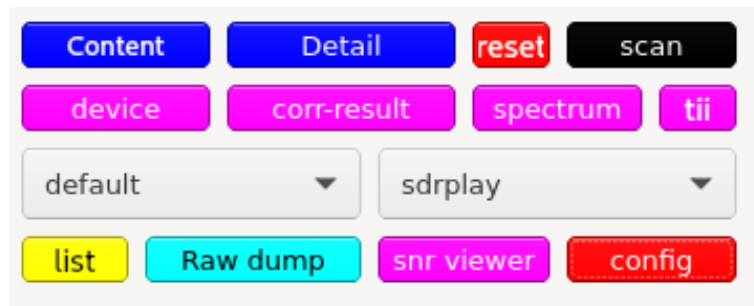 Content Detail reset scan
device corr-result spectrum tii
default sdrplay
list Raw dump snr viewer config